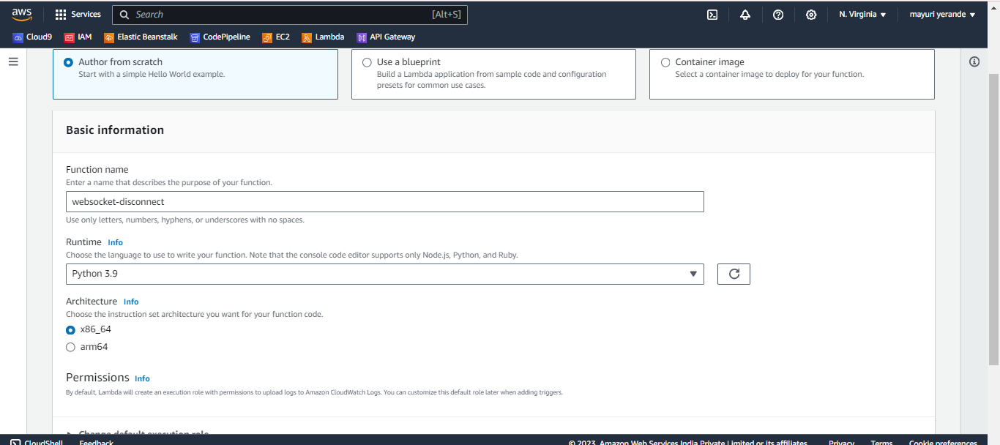 aws Services Search [Alt+S] N. Virginia mayuri yerande
Cloud9 IAM Elastic Beanstalk CodePipeline EC2 Lambda API Gateway
Author from scratch
Start with a simple Hello World example.
Use a blueprint
Build a Lambda application from sample code and configuration
presets for common use cases.
Container image
Select a container image to deploy for your function.
Basic information
Function name
Enter a name that describes the purpose of your function.
websocket-disconnect
Use only letters, numbers, hyphens, or underscores with no spaces.
Runtime Info
Choose the language to use to write your function. Note that the console code editor supports only Node.js, Python, and Ruby.
Python 3.9
Architecture Info
Choose the instruction set architecture you want for your function code.
x86_64
arm64
Permissions Info
By default, Lambda will create an execution role with permissions to upload logs to Amazon CloudWatch Logs. You can customize this default role later when adding triggers.
Change default execution role
CloudShell Feedback © 2023, Amazon Web Services India Private Limited or its affiliates. Privacy Terms Cookie preferences